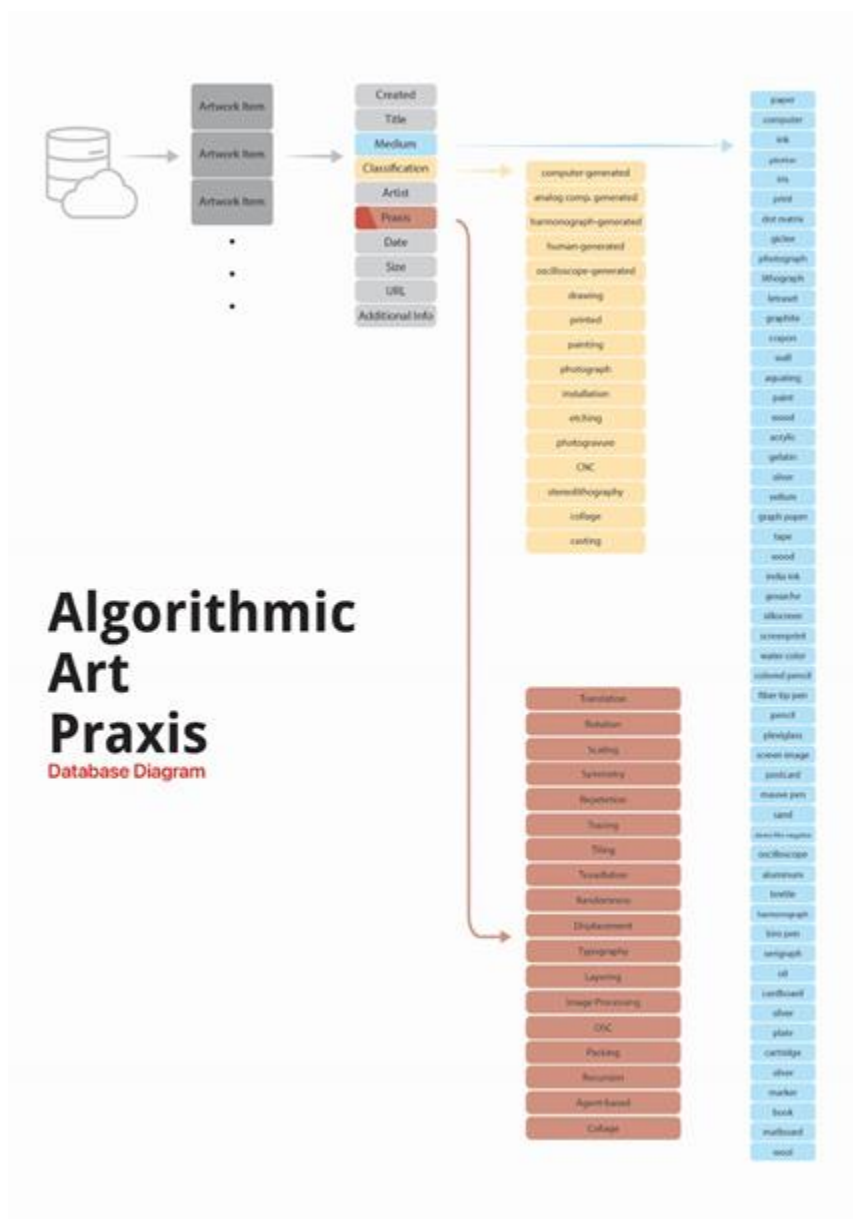 Artwork Item
Artwork Item
Artwork Item
Created
Title
Medium
Classification
Artist
Praxis
Date
Size
URL
Additional Info
computer-generated
analog comp. generated
harmonograph-generated
human-generated
oscilloscope-generated
drawing
printed
painting
photograph
installation
etching
photogravure
CNC
stereolithography
collage
casting
Algorithmic
Art
Praxis
Database Diagram
Translation
Rotation
Scaling
Symmetry
Repetition
Tracing
Tiling
Tessellation
Randomness
Displacement
Typography
Layering
Image Processing
OSC
Packing
Recursion
Agent-based
Collage
paper
computer
ink
plotter
iris
print
dot matrix
giclee
photograph
lithograph
letraset
graphite
crayon
wall
paint
wood
acrylic
gelatin
silver
vellum
graph paper
tape
wood
india ink
gouache
silkscreen
screenprint
water color
colored pencil
fiber tip pen
pencil
plexiglass
screen image
postcard
mauve pen
sand
oscilloscope
aluminum
harmonograph
biro pen
serigraph
oil
cardboard
silver
plate
cartridge
silver
marker
book
matboard
wool